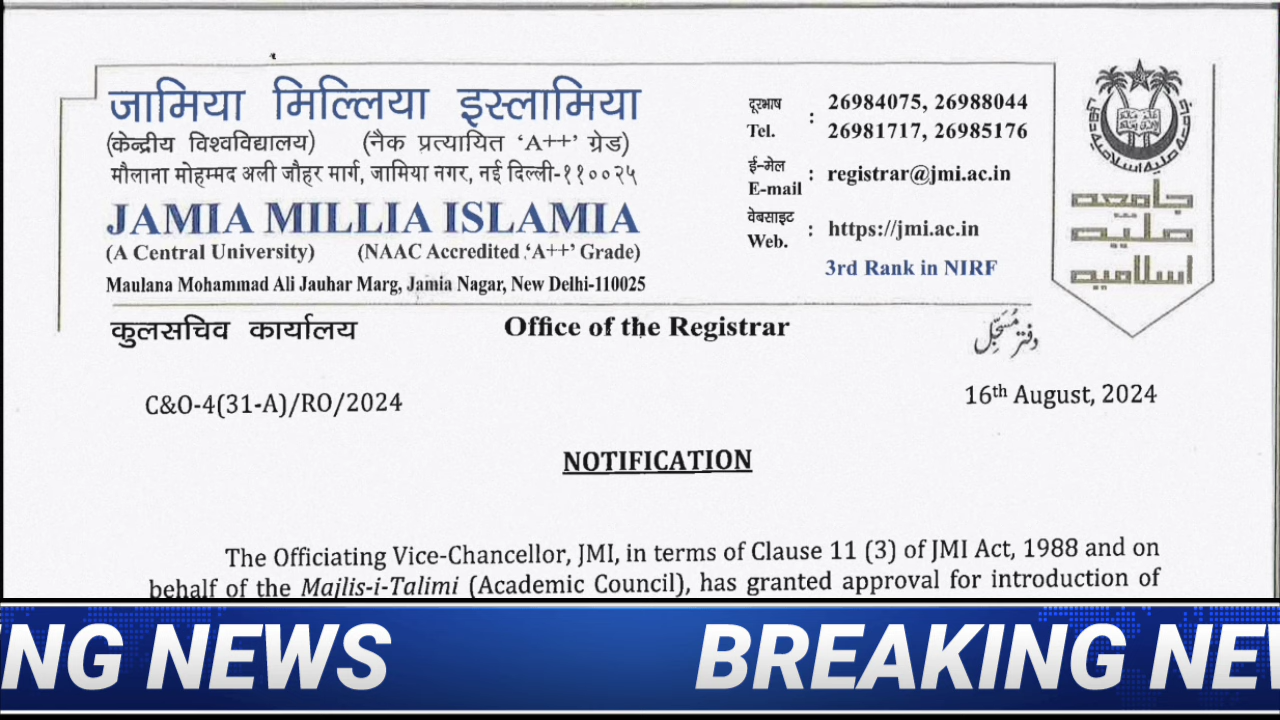 जामिया मिल्लिया इस्लामिया
(केन्द्रीय विश्वविद्यालय) (नैक प्रत्यायित ‘A++’ ग्रेड)
मौलाना मोहम्मद अली जौहर मार्ग, जामिया नगर, नई दिल्ली-११००२५
JAMIA MILLIA ISLAMIA
(A Central University) (NAAC Accredited ‘A++’ Grade)
Maulana Mohammad Ali Jauhar Marg, Jamia Nagar, New Delhi-110025
दूरभाष : 26984075, 26988044
Tel. 26981717, 26985176
ई-मेल : registrar@jmi.ac.in
E-mail
वेबसाइट : https://jmi.ac.in
Web.
3rd Rank in NIRF
جامعه
مليه
اسلاميه
कुलसचिव कार्यालय Office of the Registrar دفتر مُسَجِّل
C&O-4(31-A)/RO/2024 16th August, 2024
NOTIFICATION
The Officiating Vice-Chancellor, JMI, in terms of Clause 11 (3) of JMI Act, 1988 and on
behalf of the Majlis-i-Talimi (Academic Council), has granted approval for introduction of
NG NEWS BREAKING NEW